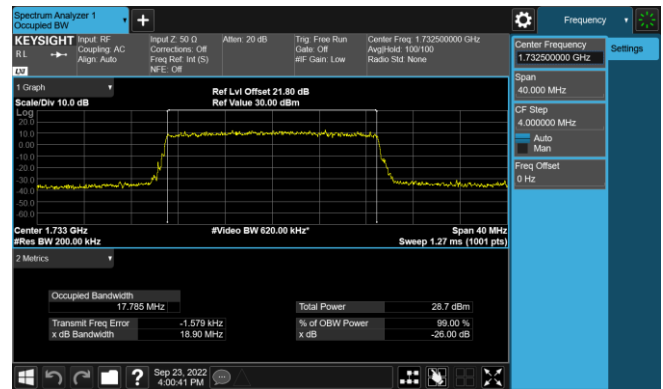 Spectrum Analyzer 1
Occupied BW
Frequency
KEYSIGHT
RL
Input: RF
Coupling: AC
Align: Auto
Input Z: 50 Ω
Corrections: Off
Freq Ref: Int (S)
NFE: Off
Atten: 20 dB
Trig: Free Run
Gate: Off
#IF Gain: Low
Center Freq: 1.732500000 GHz
Avg|Hold: 100/100
Radio Std: None
Center Frequency
1.732500000 GHz
Settings
Span
40.000 MHz
CF Step
4.000000 MHz
Auto
Man
Freq Offset
0 Hz
1 Graph
Scale/Div 10.0 dB
Ref Lvl Offset 21.80 dB
Ref Value 30.00 dBm
Log
20.0
10.0
0.00
-10.0
-20.0
-30.0
-40.0
-50.0
-60.0
Center 1.733 GHz
#Res BW 200.00 kHz
#Video BW 620.00 kHz*
Span 40 MHz
Sweep 1.27 ms (1001 pts)
2 Metrics
Occupied Bandwidth
17.785 MHz
Total Power 28.7 dBm
Transmit Freq Error -1.579 kHz
% of OBW Power 99.00 %
x dB Bandwidth 18.90 MHz
x dB -26.00 dB
?
Sep 23, 2022
4:00:41 PM